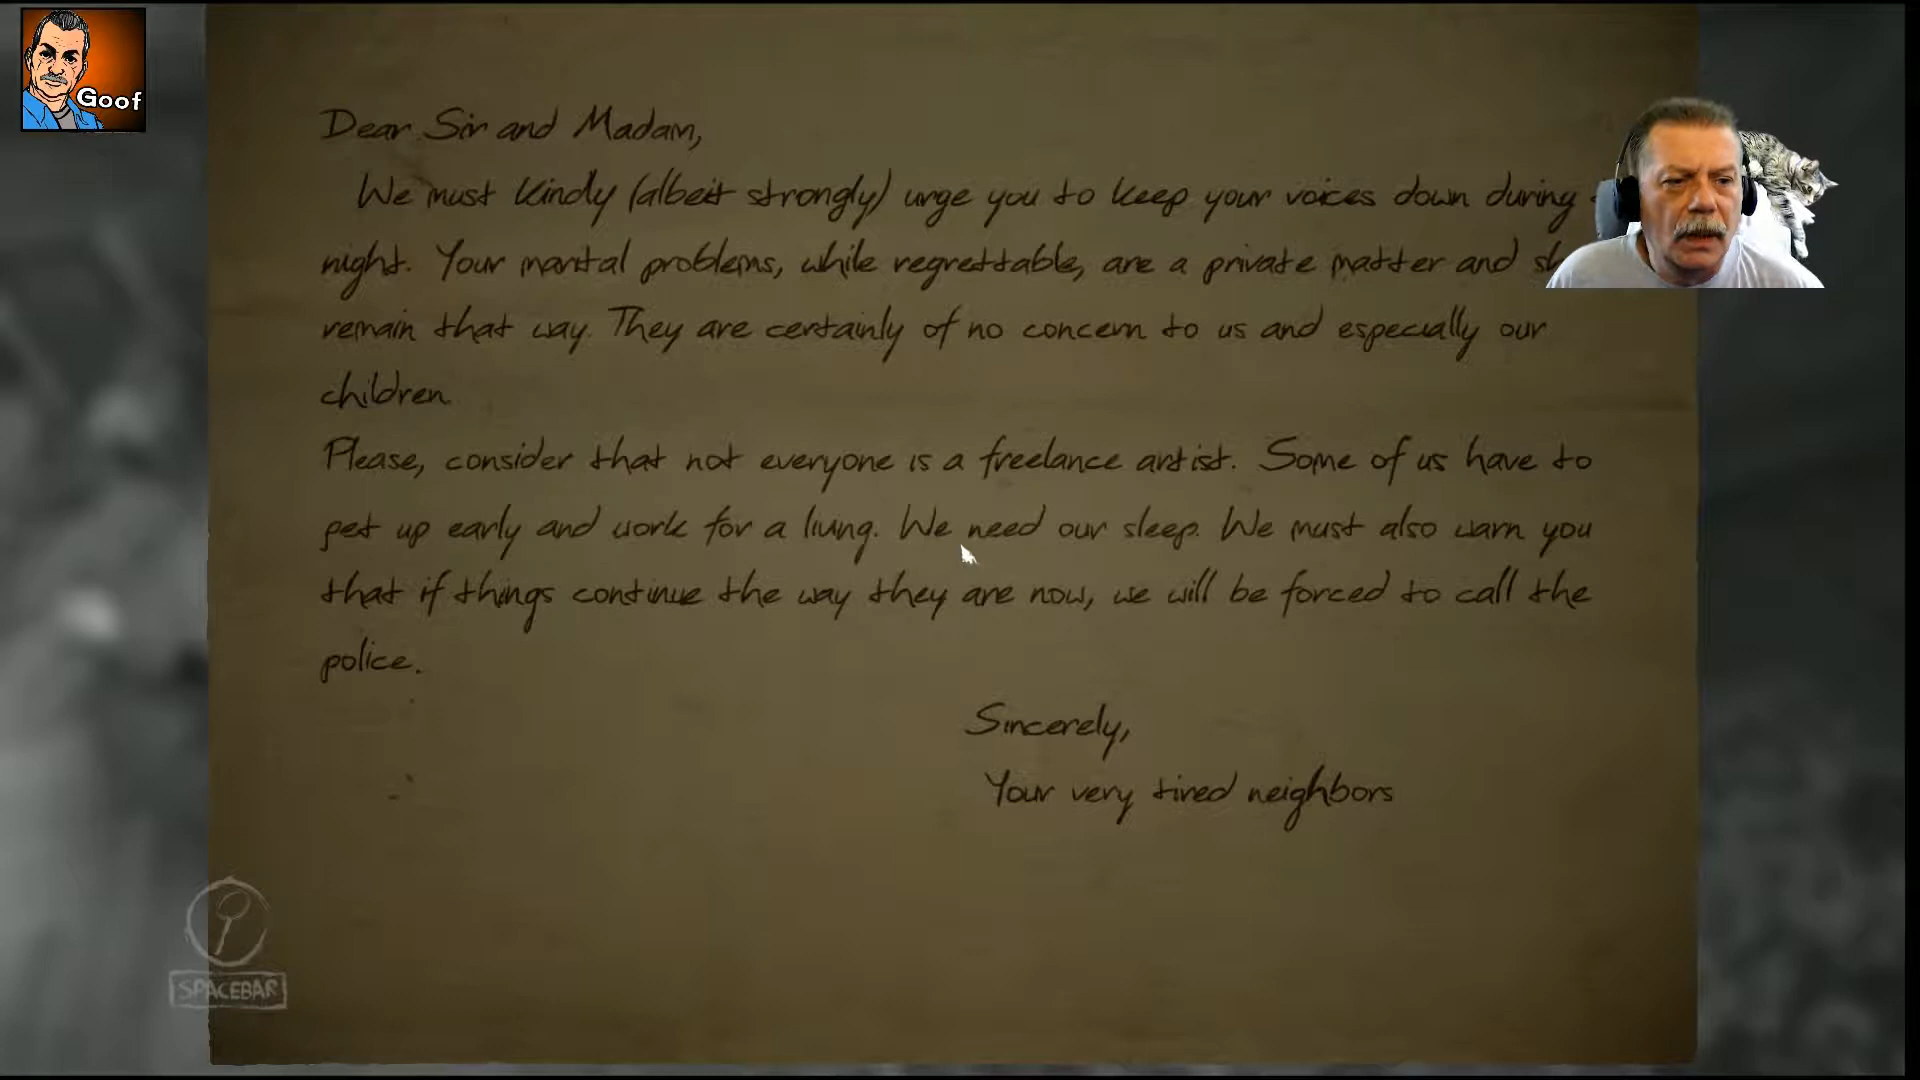 Goof
Dear Sir and Madam,
We must kindly (albeit strongly) urge you to keep your voices down during
night. Your marital problems, while regrettable, are a private matter and sh
remain that way. They are certainly of no concern to us and especially our
children.
Please, consider that not everyone is a freelance artist. Some of us have to
get up early and work for a living. We need our sleep. We must also warn you
that if things continue the way they are now, we will be forced to call the
police.
Sincerely,
Your very tired neighbors
SPACEBAR